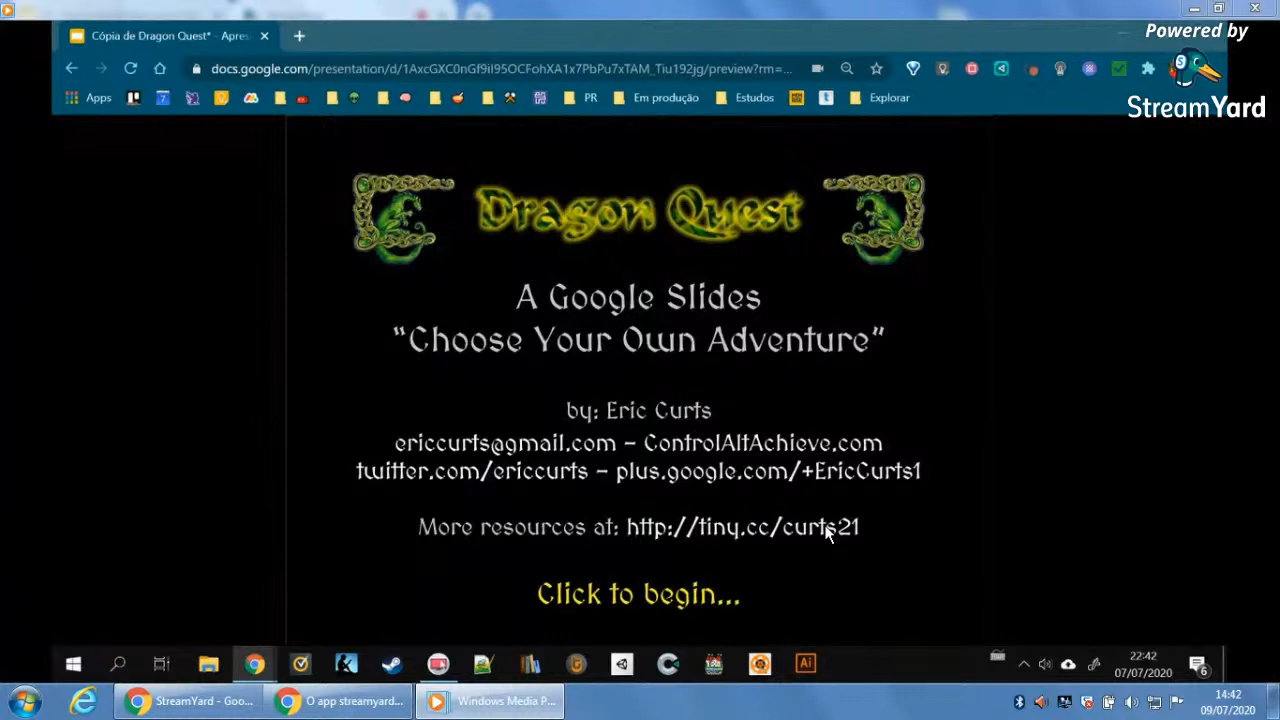 Powered by
StreamYard
Cópia de Dragon Quest* - Apres
docs.google.com/presentation/d/1AxcGXC0nGf9iI95OCFohXA1x7PbPu7xTAM_Tiu192jg/preview?rm=...
Apps
PR
Em produção
Estudos
Explorar
Dragon Quest
A Google Slides
"Choose Your Own Adventure"
by: Eric Curts
ericcurts@gmail.com - ControlAltAchieve.com
twitter.com/ericcurts - plus.google.com/+EricCurts1
More resources at: http://tiny.cc/curts21
Click to begin...
22:42
07/07/2020
6
StreamYard - Goo...
O app streamyard...
Windows Media P...
14:42
09/07/2020